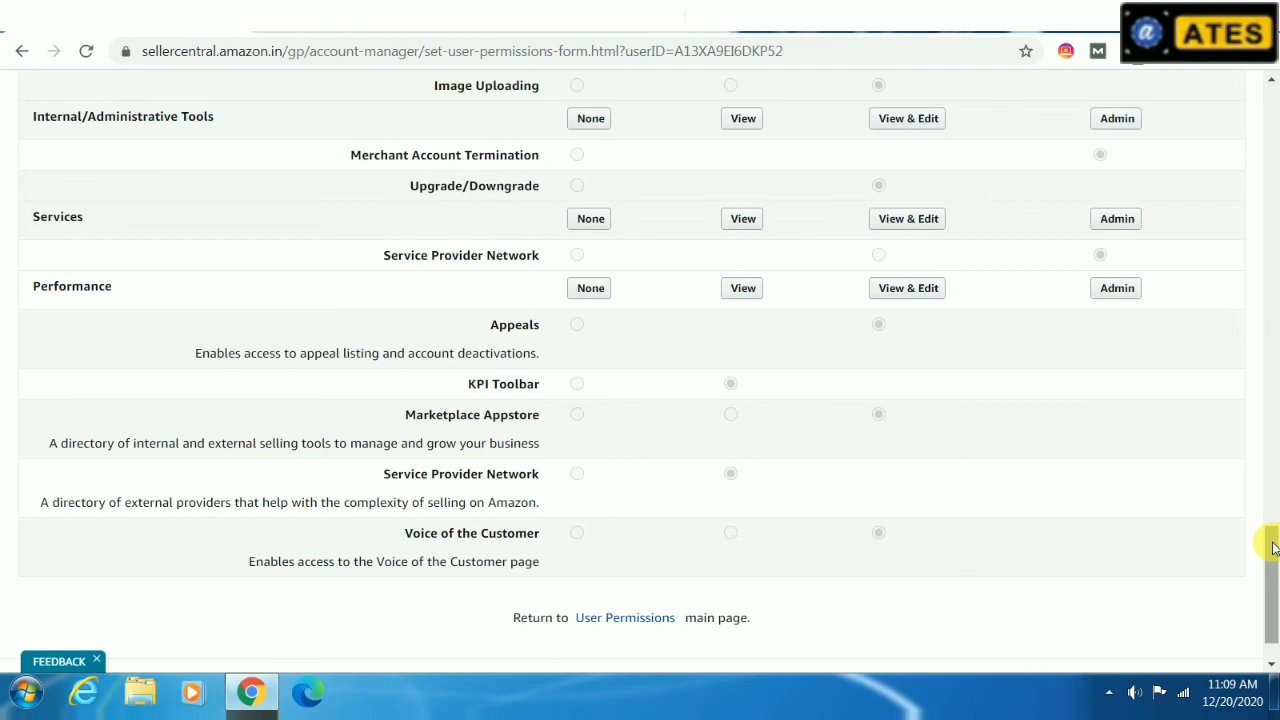 @ ATES
sellercentral.amazon.in/gp/account-manager/set-user-permissions-form.html?userID=A13XA9EI6DKP52
M
Image Uploading
Internal/Administrative Tools None View View & Edit Admin
Merchant Account Termination
Upgrade/Downgrade
Services None View View & Edit Admin
Service Provider Network
Performance None View View & Edit Admin
Appeals
Enables access to appeal listing and account deactivations.
KPI Toolbar
Marketplace Appstore
A directory of internal and external selling tools to manage and grow your business
Service Provider Network
A directory of external providers that help with the complexity of selling on Amazon.
Voice of the Customer
Enables access to the Voice of the Customer page
Return to User Permissions main page.
FEEDBACK
11:09 AM
12/20/2020